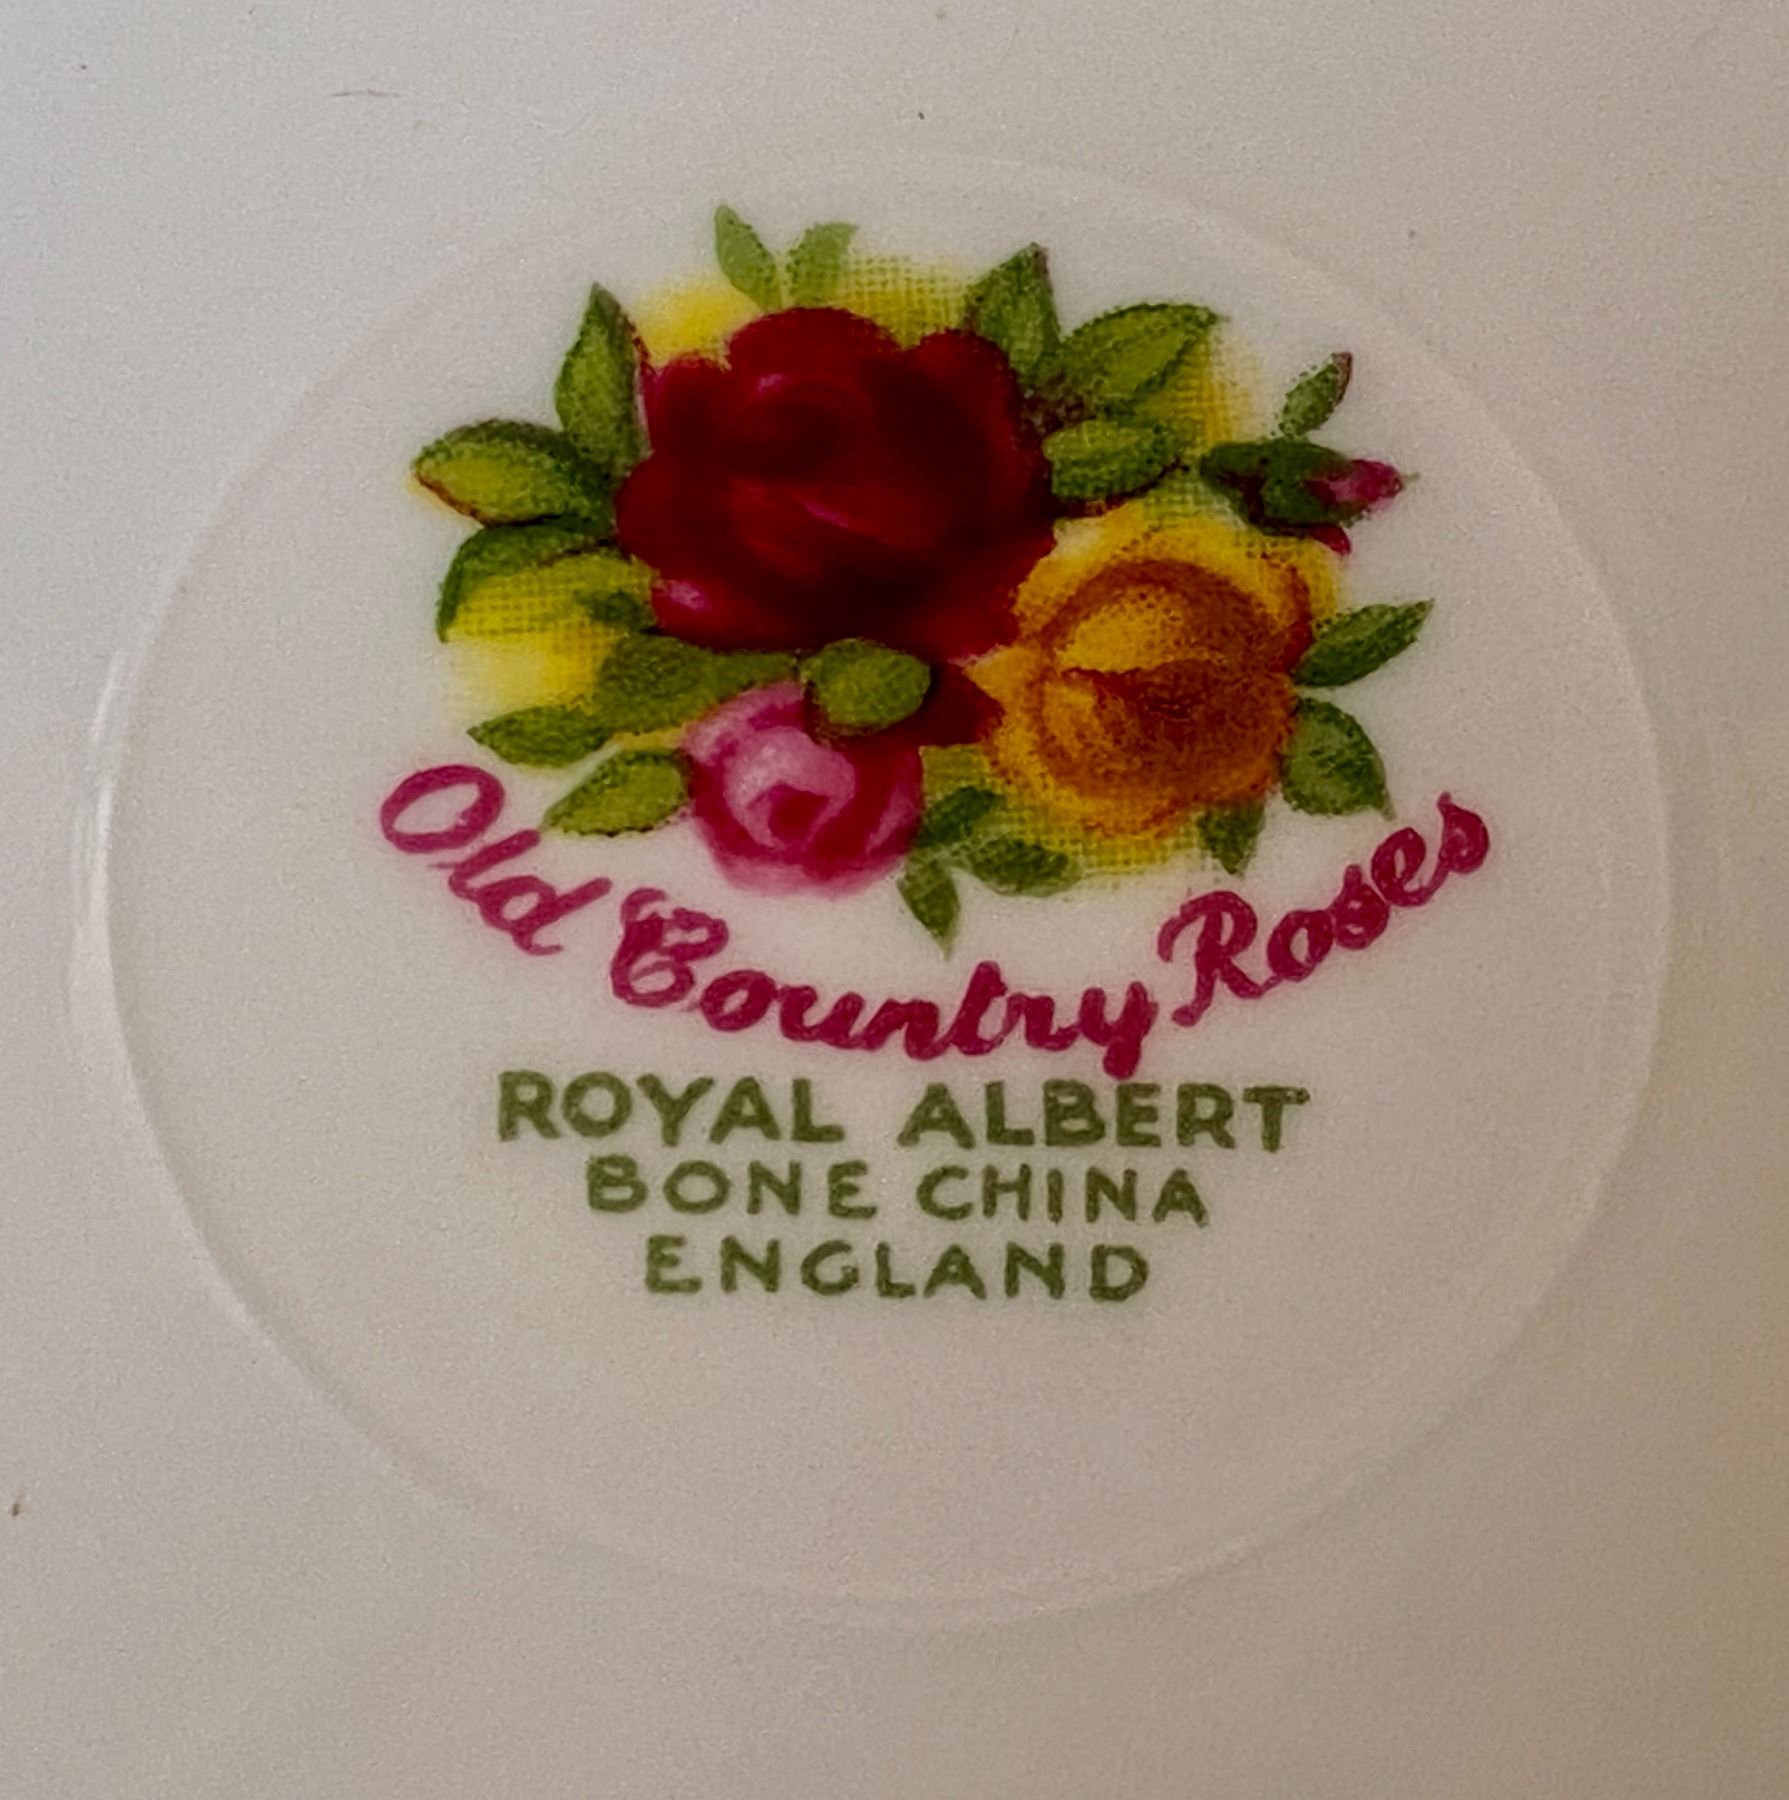 Old Country Roses
ROYAL ALBERT
BONE CHINA
ENGLAND